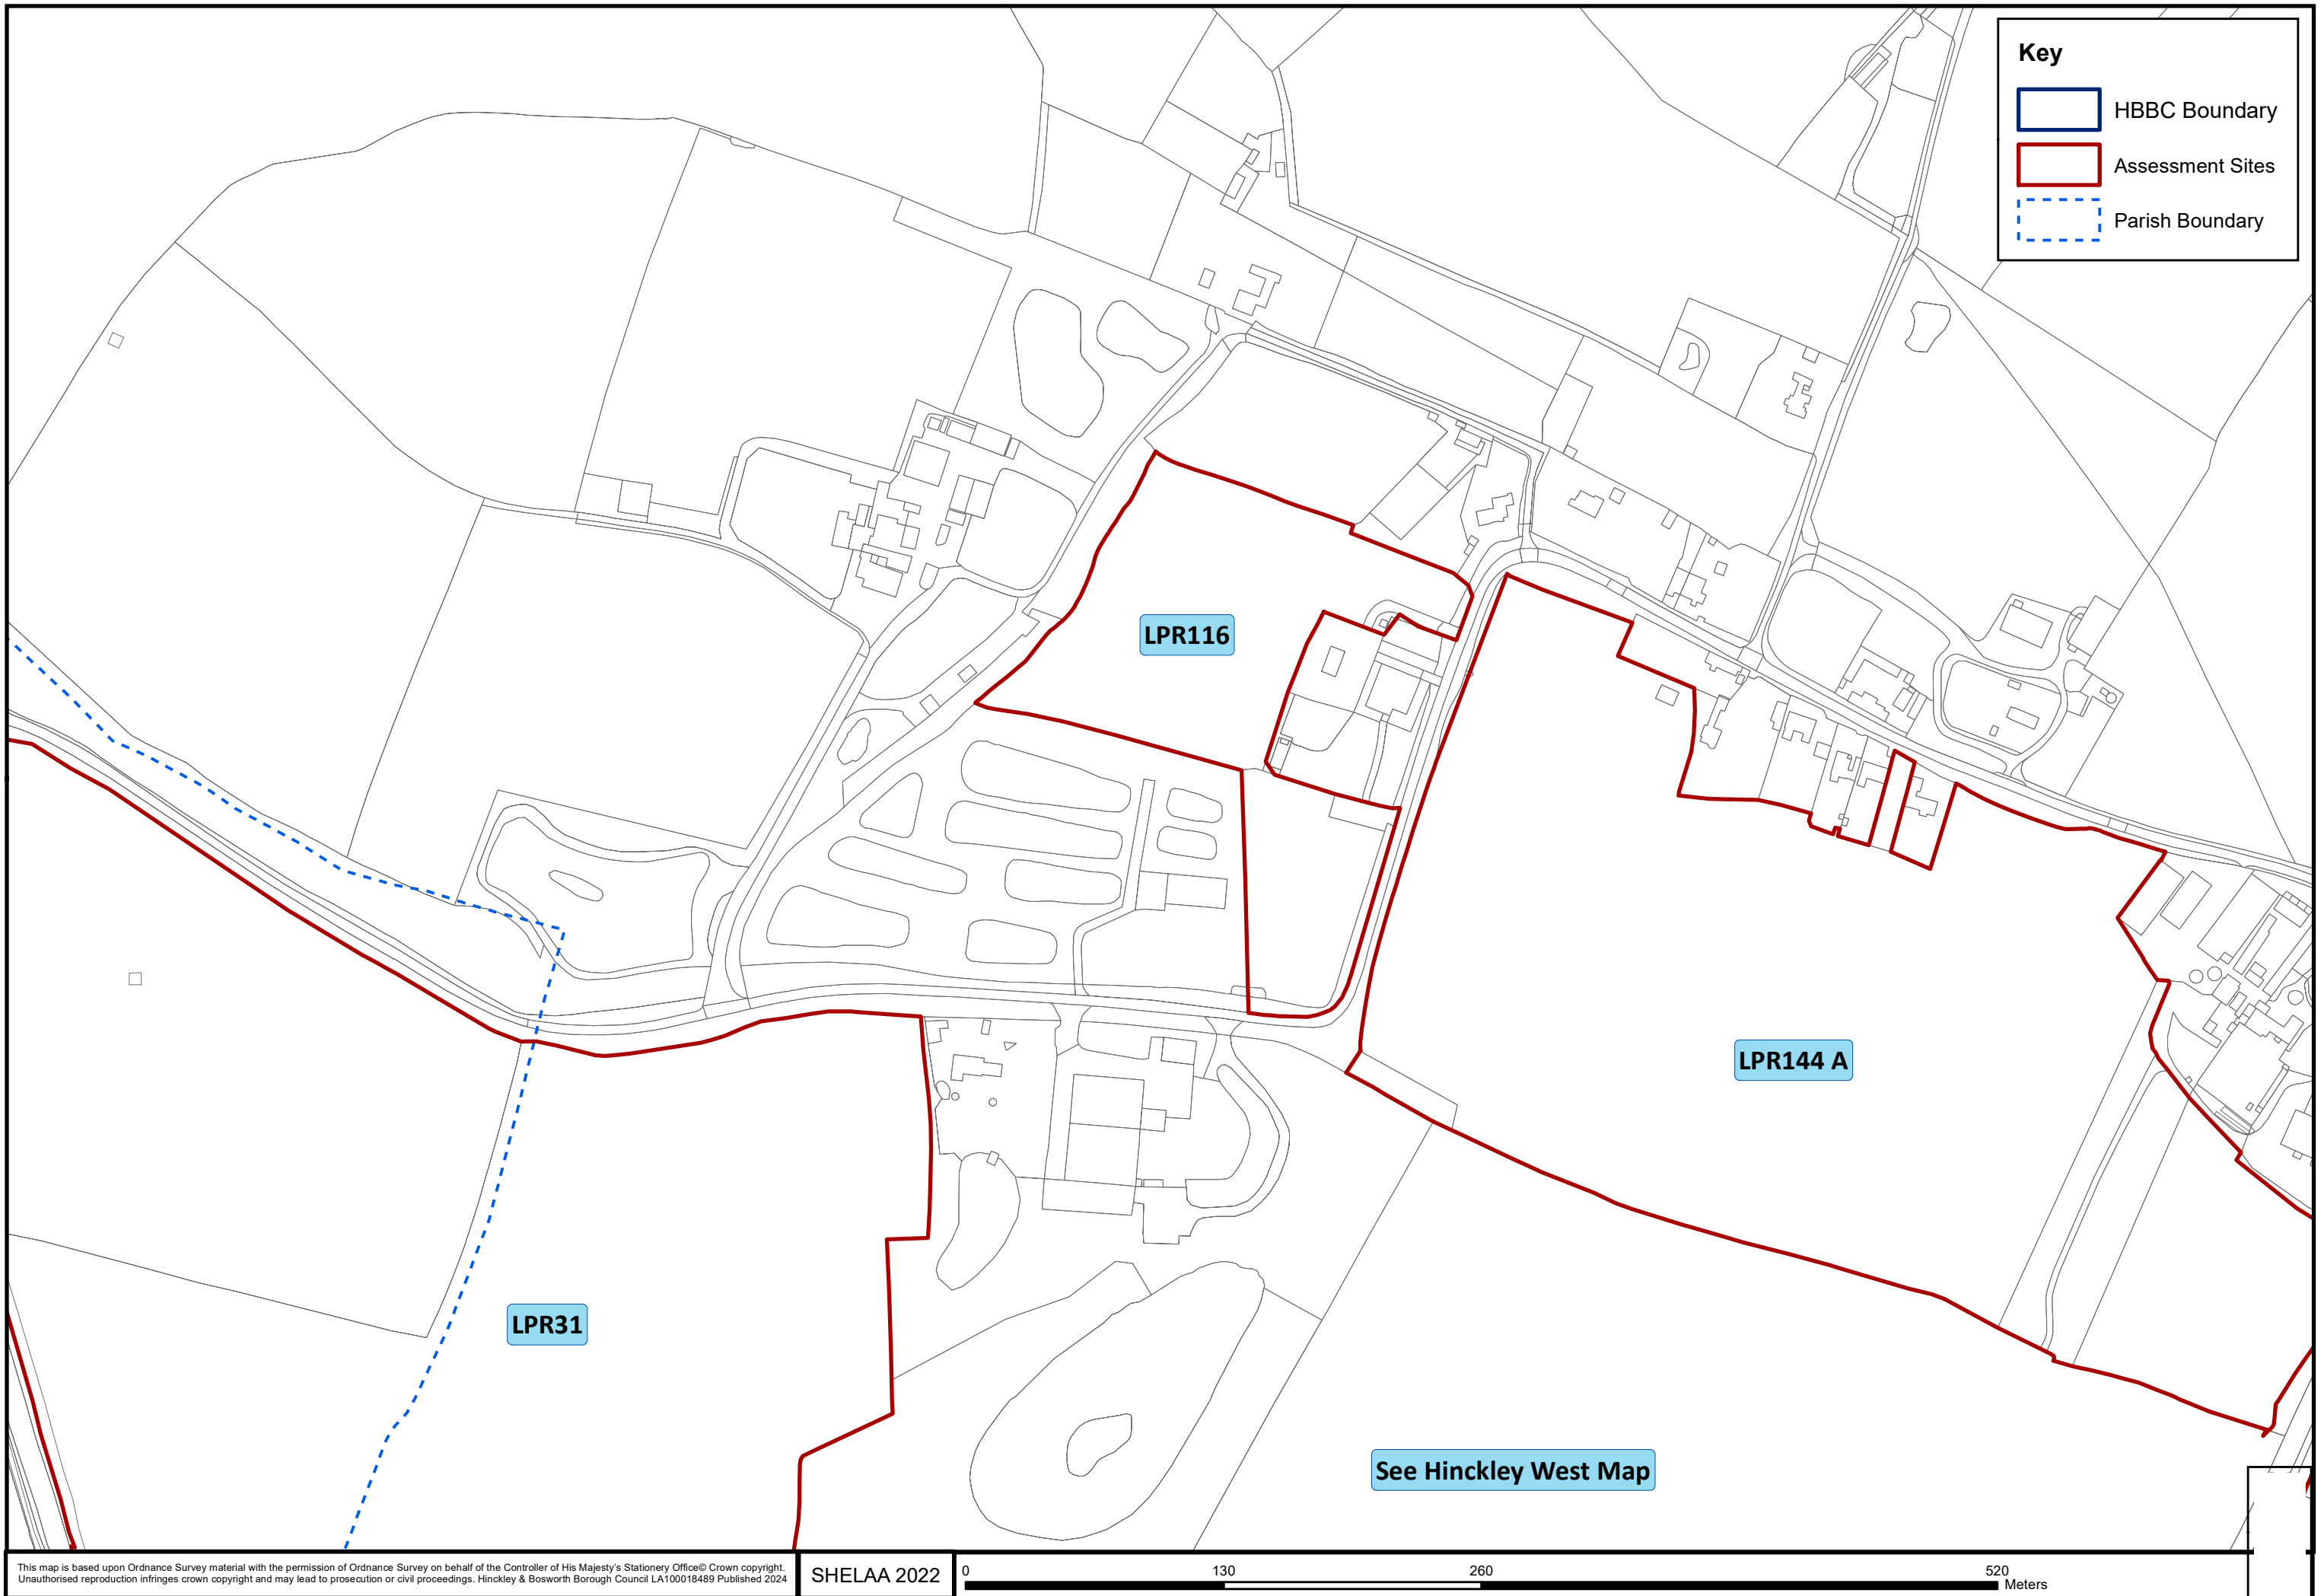 Key
HBBC Boundary
Assessment Sites
Parish Boundary
LPR116
LPR144 A
LPR31
See Hinckley West Map
This map is based upon Ordnance Survey material with the permission of Ordnance Survey on behalf of the Controller of His Majesty's Stationery Office© Crown copyright.
Unauthorised reproduction infringes crown copyright and may lead to prosecution or civil proceedings. Hinckley & Bosworth Borough Council LA100018489 Published 2024
SHELAA 2022
0 130 260 520
Meters